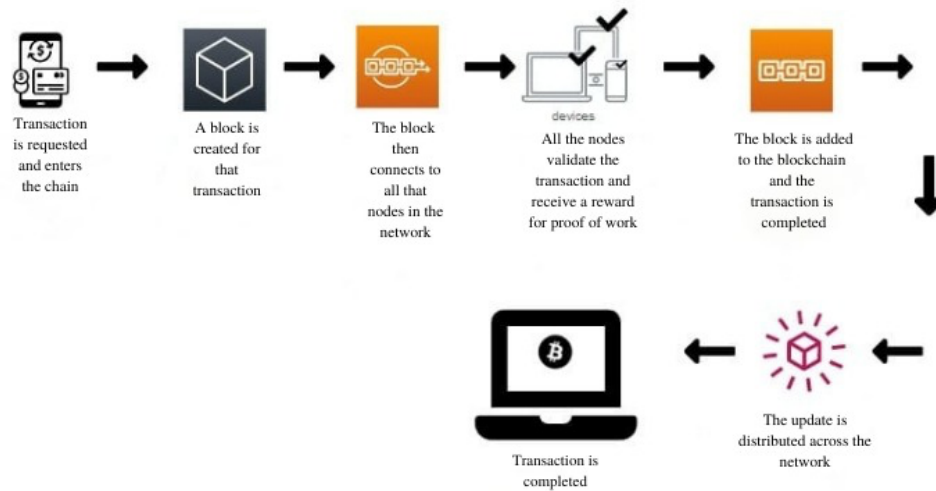 Transaction
is requested
and enters
the chain
A block is
created for
that
transaction
The block
then
connects to
all that
nodes in the
network
devices
All the nodes
validate the
transaction and
receive a reward
for proof of work
The block is added
to the blockchain
and the
transaction is
completed
The update is
distributed across the
network
Transaction is
completed